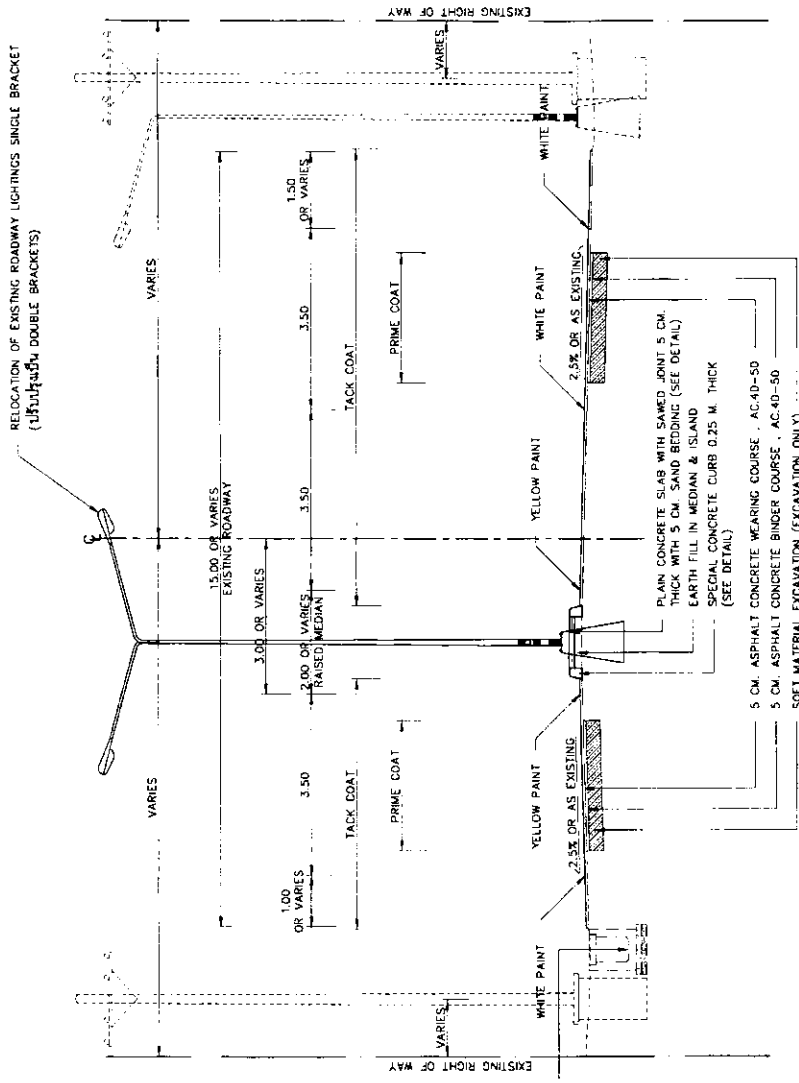 RELOCATION OF EXISTING ROADWAY LIGHTINGS SINGLE BRACKET
(ปรับปรุงเป็น DOUBLE BRACKETS)
EXISTING RIGHT OF WAY
EXISTING RIGHT OF WAY
VARIES
VARIES
VARIES
VARIES
15.00 OR VARIES
EXISTING ROADWAY
3.00 OR VARIES
1.00
OR VARIES
3.50
2.00 OR VARIES
RAISED MEDIAN
3.50
3.50
1.50
OR VARIES
TACK COAT
TACK COAT
PRIME COAT
PRIME COAT
WHITE PAINT
YELLOW PAINT
YELLOW PAINT
WHITE PAINT
WHITE PAINT
2.5% OR AS EXISTING
2.5% OR AS EXISTING
PLAIN CONCRETE SLAB WITH SAWED JOINT 5 CM.
THICK WITH 5 CM. SAND BEDDING (SEE DETAIL)
EARTH FILL IN MEDIAN & ISLAND
SPECIAL CONCRETE CURB 0.25 M. THICK
(SEE DETAIL)
5 CM. ASPHALT CONCRETE WEARING COURSE , AC.40-50
5 CM. ASPHALT CONCRETE BINDER COURSE , AC.40-50
SOFT MATERIAL EXCAVATION (EXCAVATION ONLY)